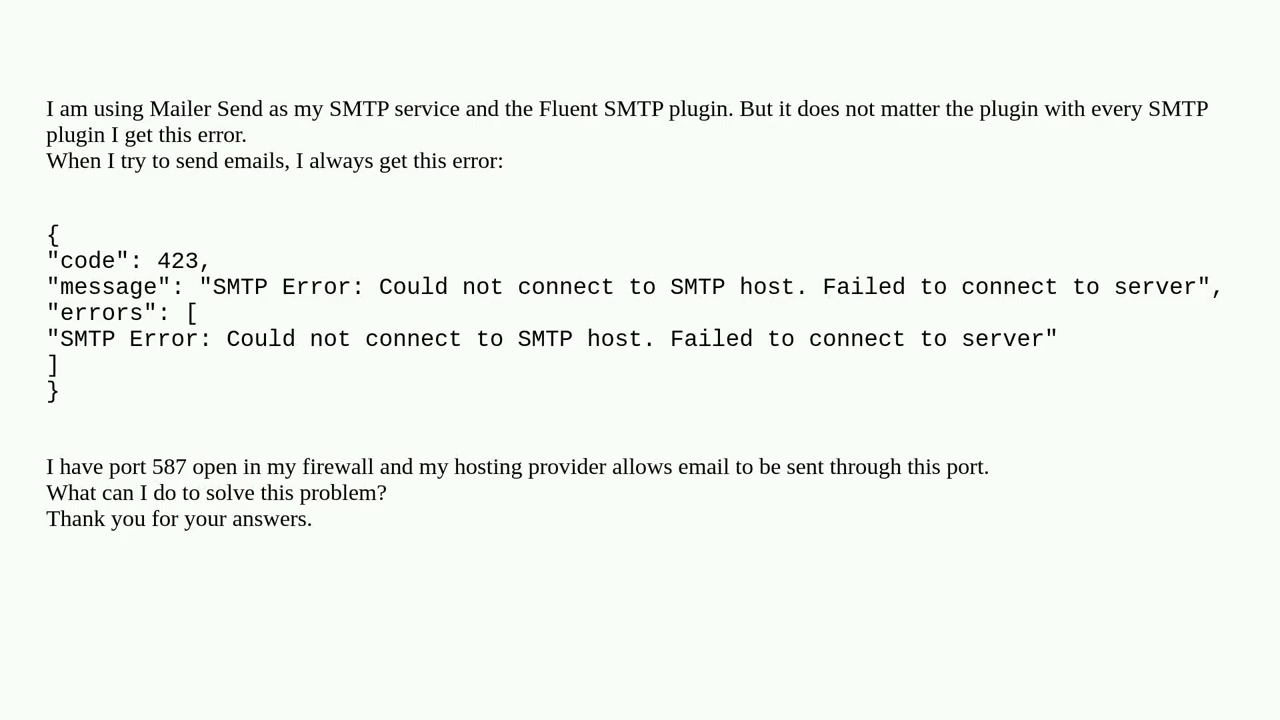 I am using Mailer Send as my SMTP service and the Fluent SMTP plugin. But it does not matter the plugin with every SMTP
plugin I get this error.
When I try to send emails, I always get this error:
{
"code": 423,
"message": "SMTP Error: Could not connect to SMTP host. Failed to connect to server",
"errors": [
"SMTP Error: Could not connect to SMTP host. Failed to connect to server"
]
}
I have port 587 open in my firewall and my hosting provider allows email to be sent through this port.
What can I do to solve this problem?
Thank you for your answers.